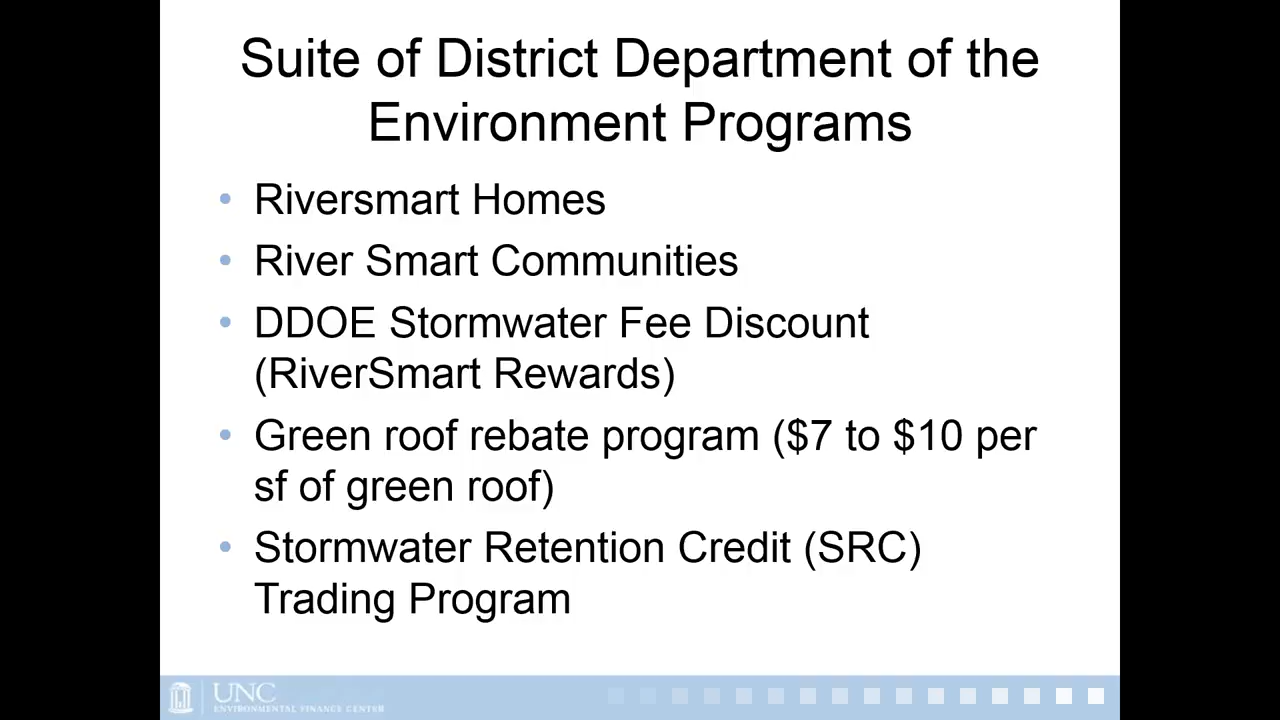 Suite of District Department of the
Environment Programs
• Riversmart Homes
• River Smart Communities
• DDOE Stormwater Fee Discount
(RiverSmart Rewards)
• Green roof rebate program ($7 to $10 per
sf of green roof)
• Stormwater Retention Credit (SRC)
Trading Program
UNC
ENVIRONMENTAL FINANCE CENTER